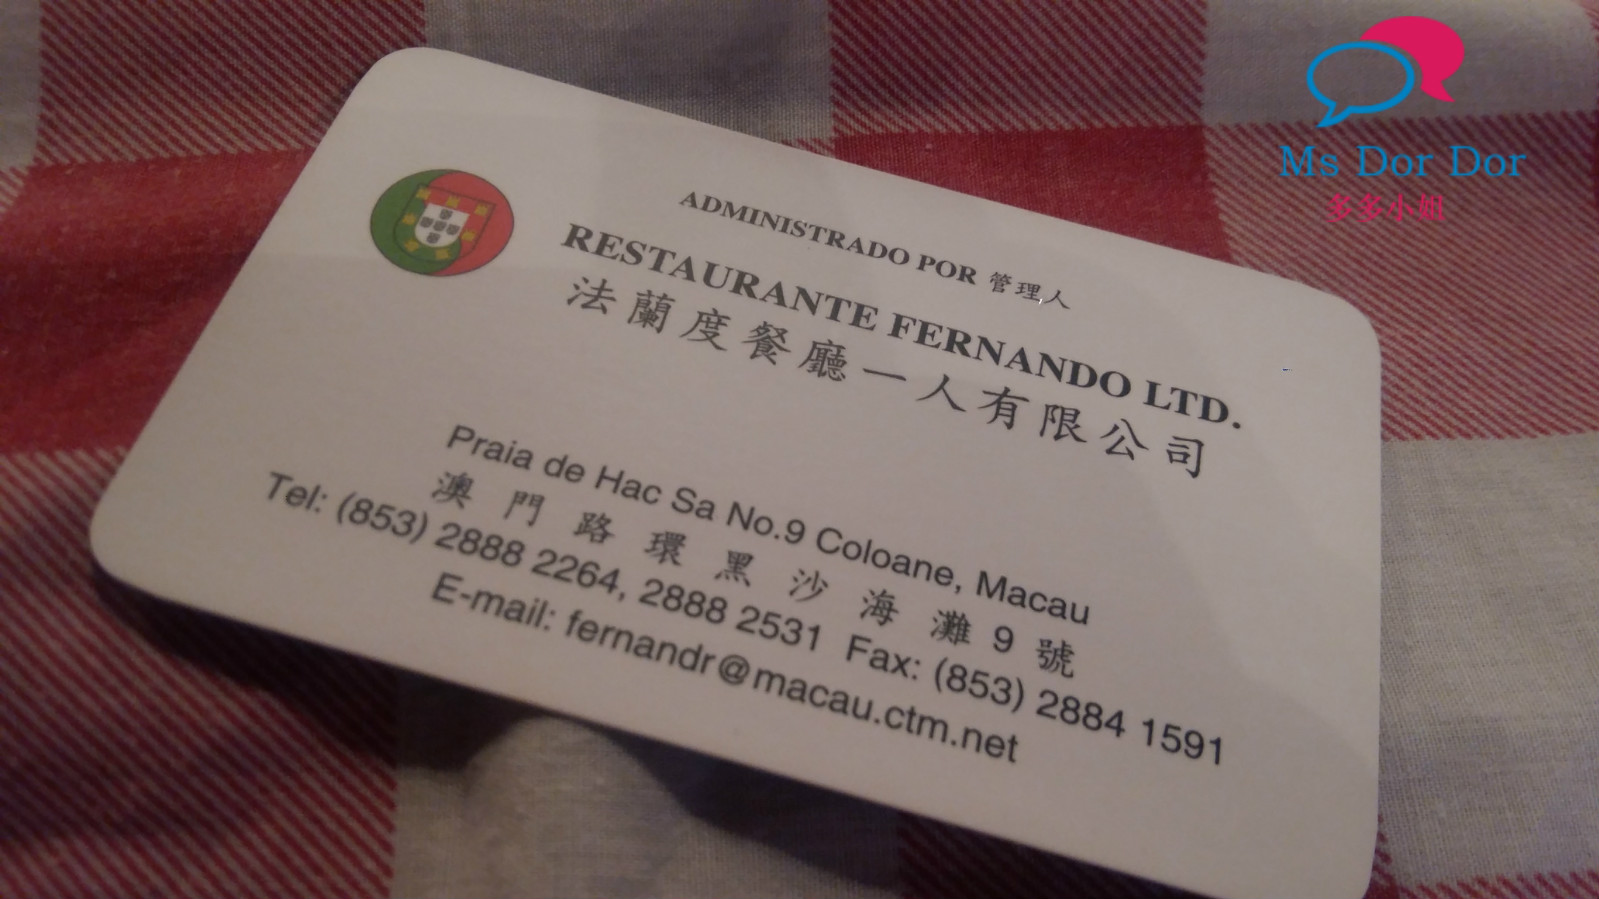 Ms Dor Dor
多多小姐
ADMINISTRADO POR 管理人
RESTAURANTE FERNANDO LTD.
法蘭度餐廳一人有限公司
Praia de Hac Sa No.9 Coloane, Macau
澳門路環黑沙海灘9號
Tel: (853) 2888 2264, 2888 2531 Fax: (853) 2884 1591
E-mail: fernandr@macau.ctm.net